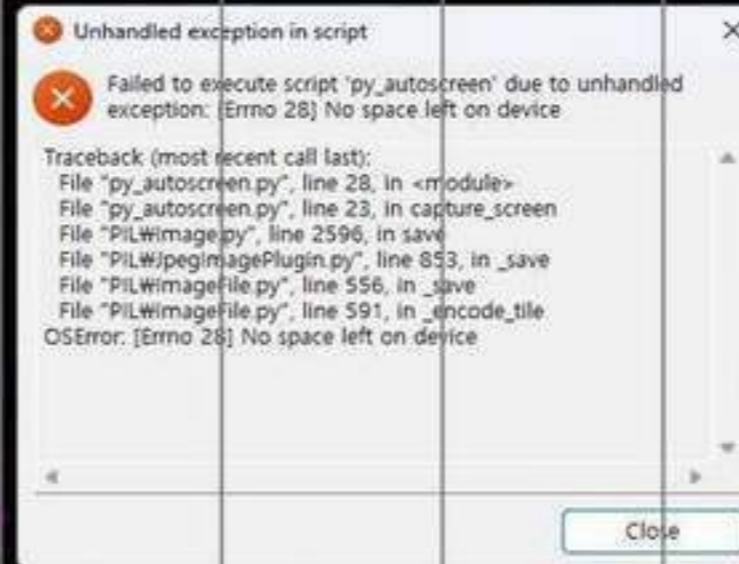 Unhandled exception in script
Failed to execute script 'py_autoscreen' due to unhandled
exception: [Errno 28] No space left on device
Traceback (most recent call last):
File "py_autoscreen.py", line 28, in <module>
File "py_autoscreen.py", line 23, in capture_screen
File "PIL₩Image.py", line 2596, in save
File "PIL₩JpegImagePlugin.py", line 853, in _save
File "PIL₩ImageFile.py", line 556, in _save
File "PIL₩ImageFile.py", line 591, in _encode_tile
OSError: [Errno 28] No space left on device
Close